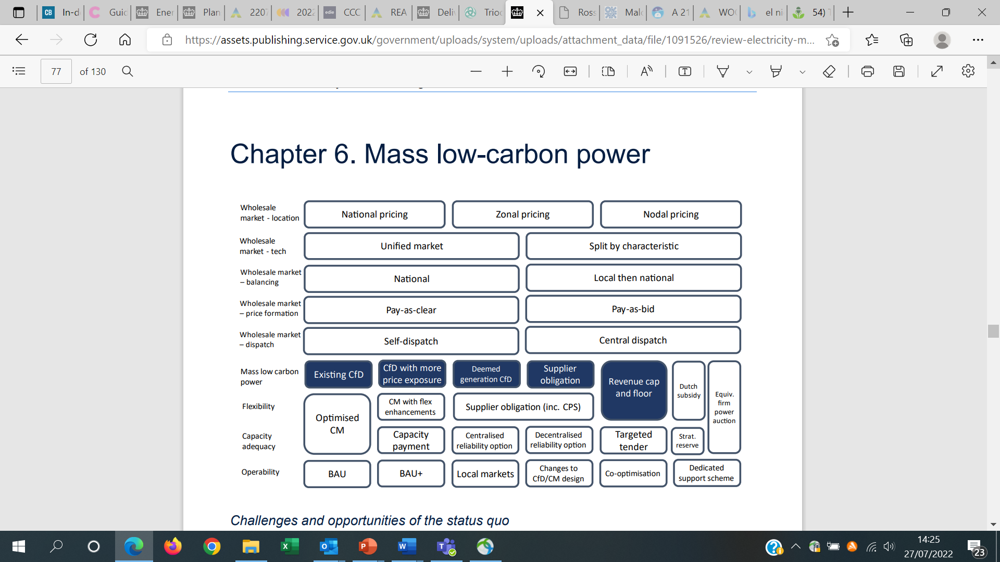 In-d
Guid
Ener
Plan
2207
2022
edie
CCC
REA
Deli
Trio
Ross
Malc
A 21
WO
el ni
54)
https://assets.publishing.service.gov.uk/government/uploads/system/uploads/attachment_data/file/1091526/review-electricity-m...
77
of 130
Chapter 6. Mass low-carbon power
Wholesale
market - location
National pricing
Zonal pricing
Nodal pricing
Wholesale
market - tech
Unified market
Split by characteristic
Wholesale market
– balancing
National
Local then national
Wholesale market
– price formation
Pay-as-clear
Pay-as-bid
Wholesale market
– dispatch
Self-dispatch
Central dispatch
Mass low carbon
power
Existing CfD
CfD with more
price exposure
Deemed
generation CfD
Supplier
obligation
Revenue cap
and floor
Dutch
subsidy
Equiv.
firm
power
auction
Flexibility
Optimised
CM
CM with flex
enhancements
Supplier obligation (inc. CPS)
Capacity
adequacy
Capacity
payment
Centralised
reliability option
Decentralised
reliability option
Targeted
tender
Strat.
reserve
Operability
BAU
BAU+
Local markets
Changes to
CfD/CM design
Co-optimisation
Dedicated
support scheme
Challenges and opportunities of the status quo
14:25
27/07/2022
23